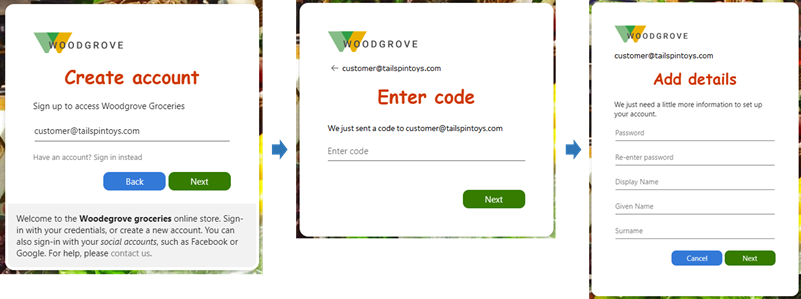 WOODGROVE
Create account
Sign up to access Woodgrove Groceries
customer@tailspintoys.com
Have an account? Sign in instead
Back
Next
Welcome to the Woodegrove groceries online store. Sign-
in with your credentials, or create a new account. You can
also sign-in with your social accounts, such as Facebook or
Google. For help, please contact us.
WOODGROVE
← customer@tailspintoys.com
Enter code
We just sent a code to customer@tailspintoys.com
Enter code
Next
WOODGROVE
customer@tailspintoys.com
Add details
We just need a little more information to set up
your account.
Password
Re-enter password
Display Name
Given Name
Surname
Cancel
Next